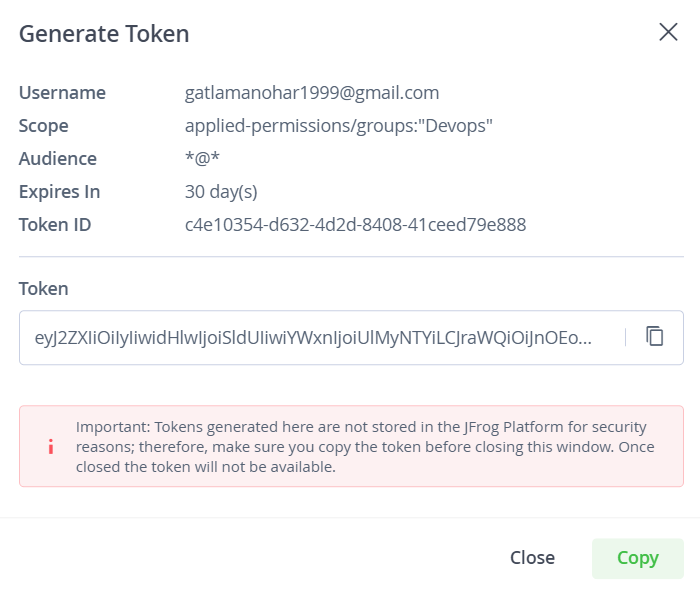 Generate Token
Username gatlamanohar1999@gmail.com
Scope applied-permissions/groups:"Devops"
Audience *@*
Expires In 30 day(s)
Token ID c4e10354-d632-4d2d-8408-41ceed79e888
Token
eyJ2ZXIiOiIyIiwidHlwIjoiSldUIiwiYWxnIjoiUlMyNTYiLCJraWQiOiJnOEo...
Important: Tokens generated here are not stored in the JFrog Platform for security
reasons; therefore, make sure you copy the token before closing this window. Once
closed the token will not be available.
Close Copy